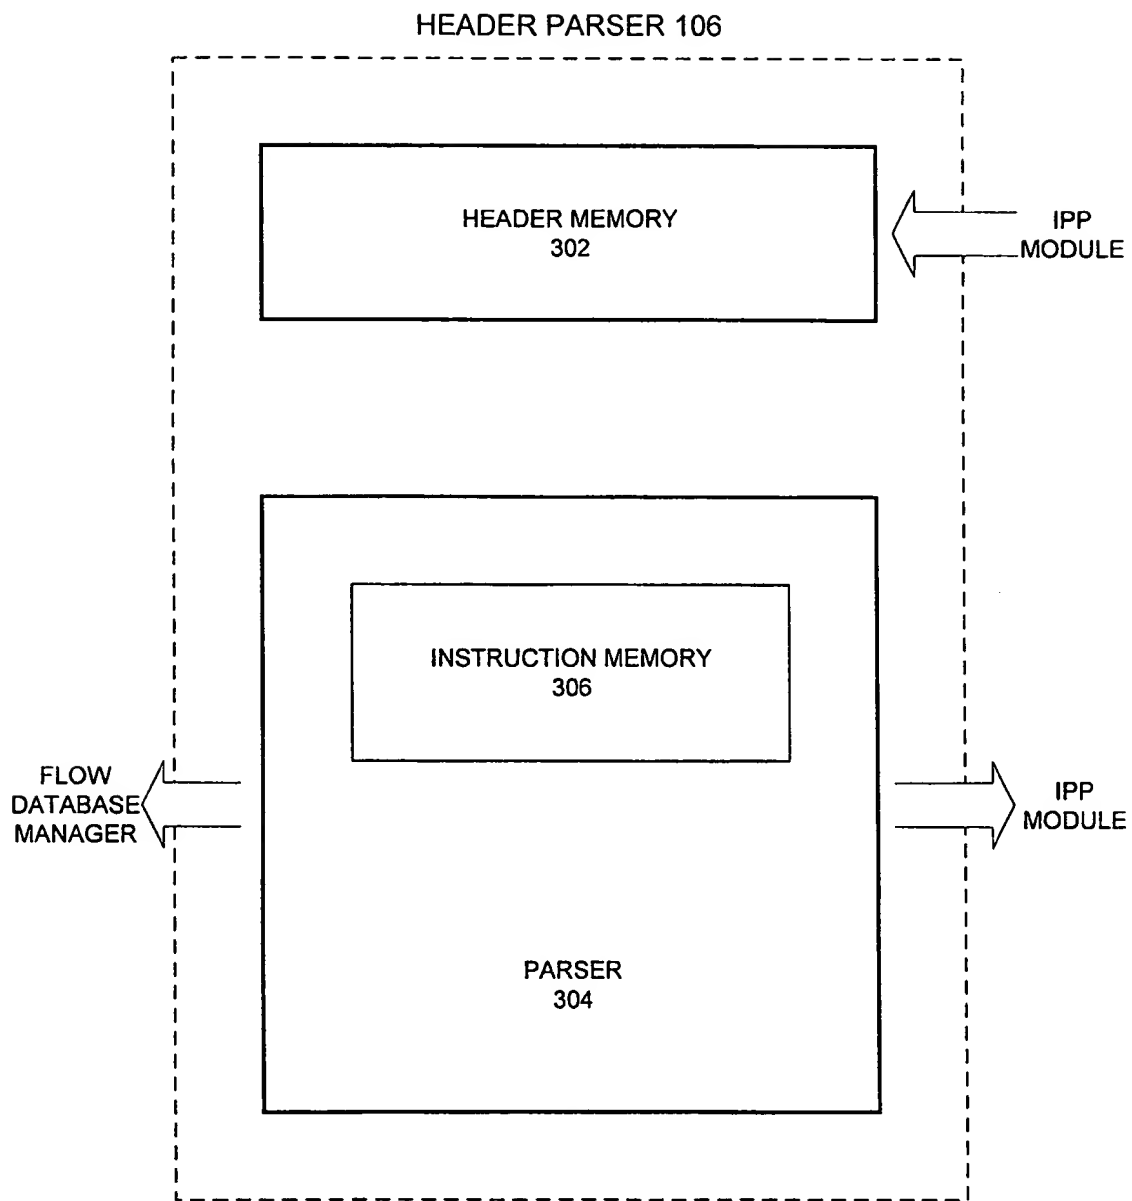 HEADER PARSER 106
HEADER MEMORY
302
IPP
MODULE
INSTRUCTION MEMORY
306
FLOW
DATABASE
MANAGER
IPP
MODULE
PARSER
304